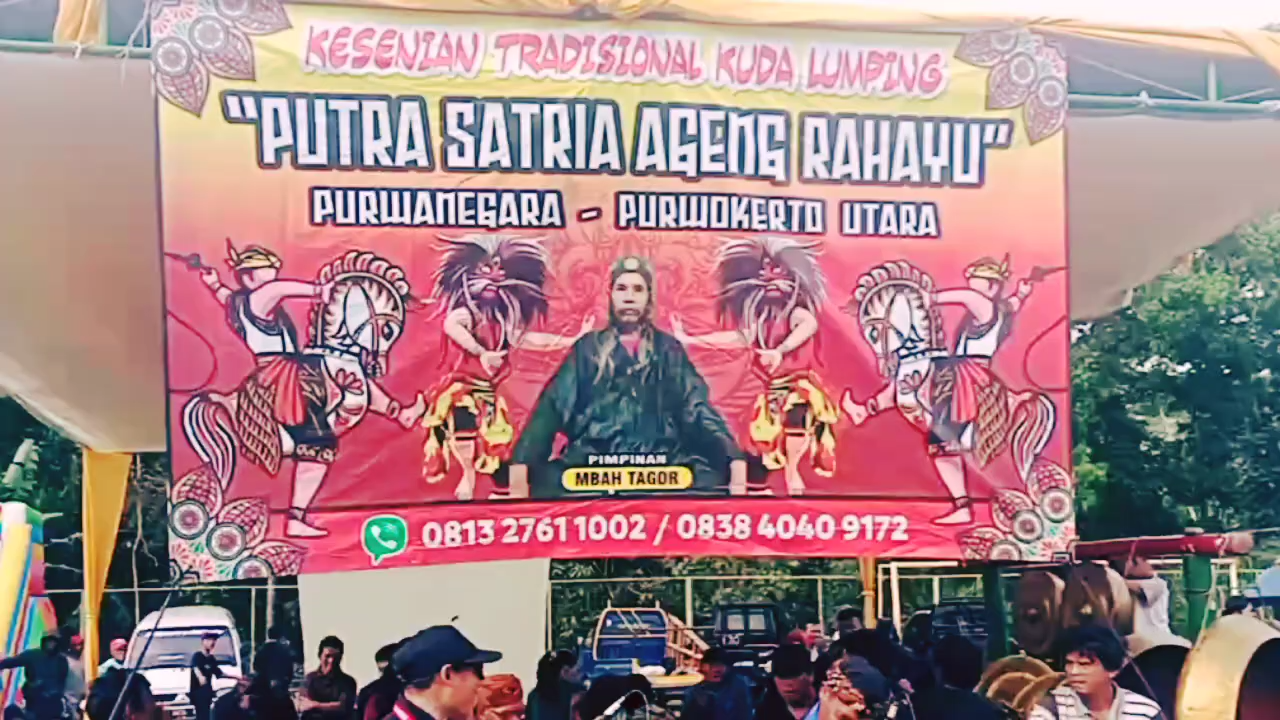 KESENIAN TRADISIONAL KUDA LUMPING
"PUTRA SATRIA AGENG RAHAYU"
PURWANEGARA - PURWOKERTO UTARA
PIMPINAN
MBAH TAGOR
0813 2761 1002 / 0838 4040 9172